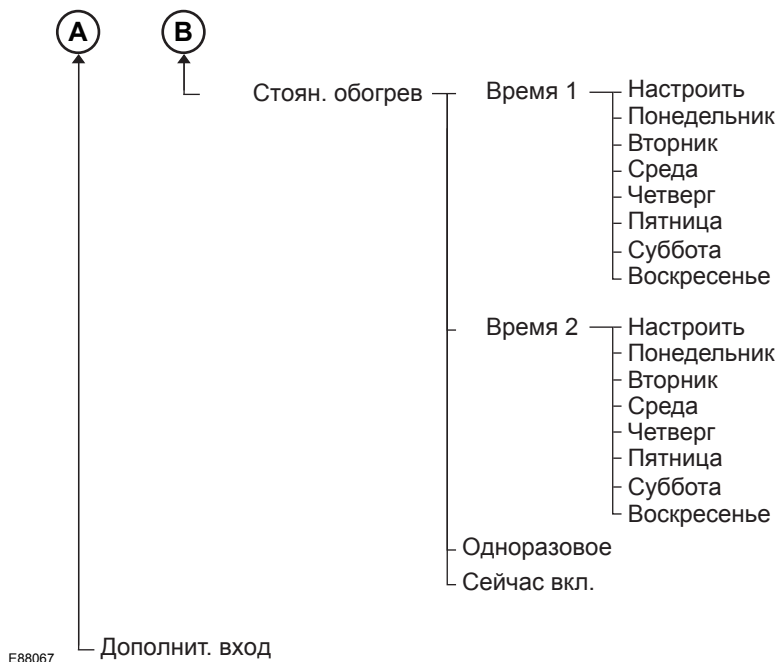 A
B
Стоян. обогрев
Время 1
Настроить
Понедельник
Вторник
Среда
Четверг
Пятница
Суббота
Воскресенье
Время 2
Настроить
Понедельник
Вторник
Среда
Четверг
Пятница
Суббота
Воскресенье
Одноразовое
Сейчас вкл.
Дополнит. вход
E88067